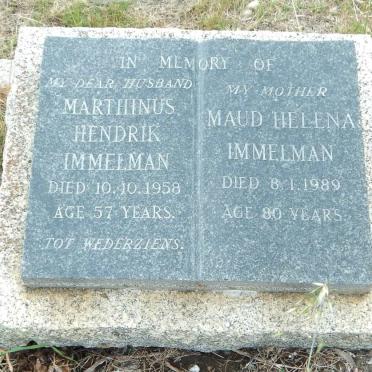 IN MEMORY OF
MY DEAR HUSBAND
MARTHINUS
HENDRIK
IMMELMAN
DIED 10.10.1958
AGE 57 YEARS.
TOT WEDERZIENS.
MY MOTHER
MAUD HELENA
IMMELMAN
DIED 8.1.1989
AGE 80 YEARS.